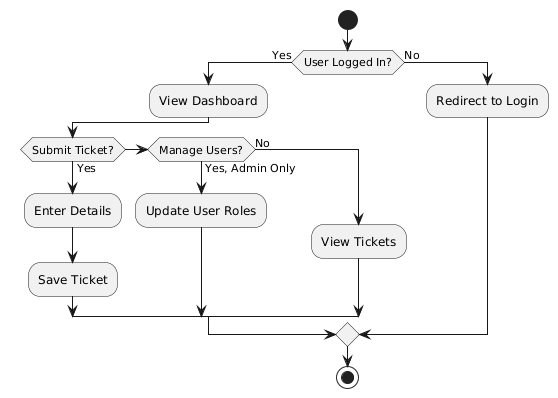 User Logged In?
Yes
No
View Dashboard
Redirect to Login
Submit Ticket?
Manage Users?
No
Yes
Yes, Admin Only
Enter Details
Update User Roles
View Tickets
Save Ticket